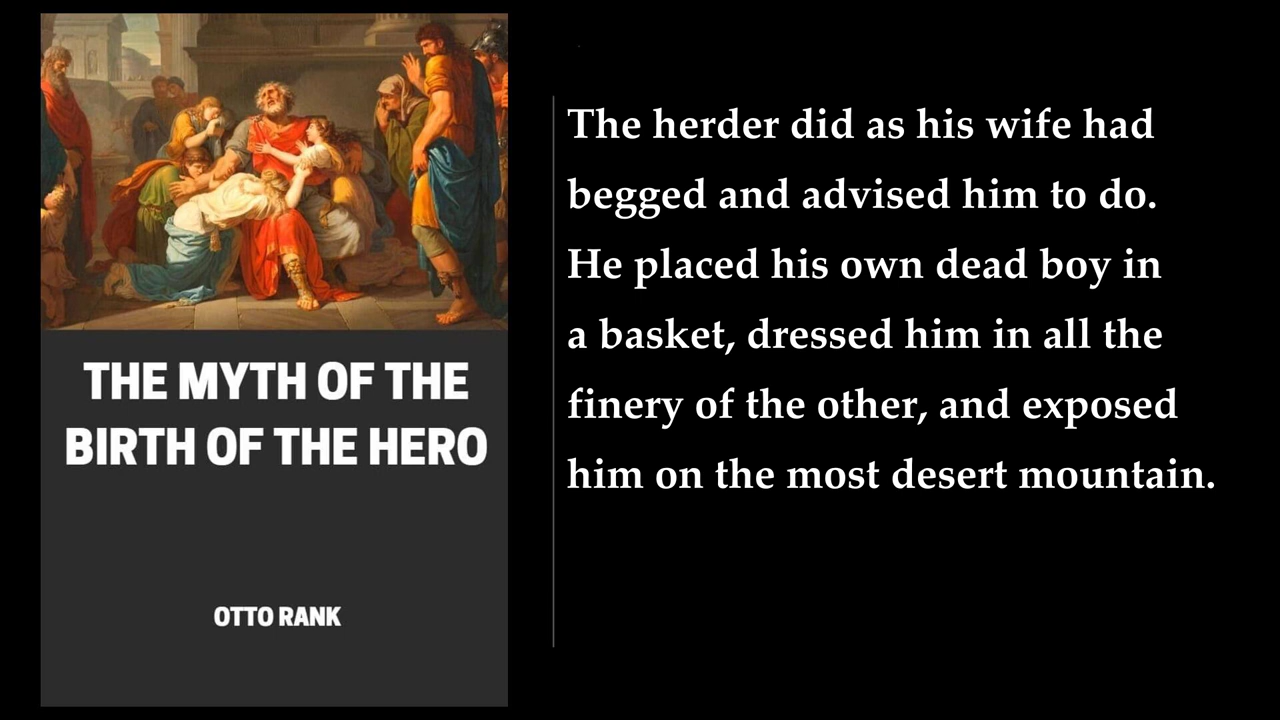 THE MYTH OF THE
BIRTH OF THE HERO
OTTO RANK
The herder did as his wife had
begged and advised him to do.
He placed his own dead boy in
a basket, dressed him in all the
finery of the other, and exposed
him on the most desert mountain.